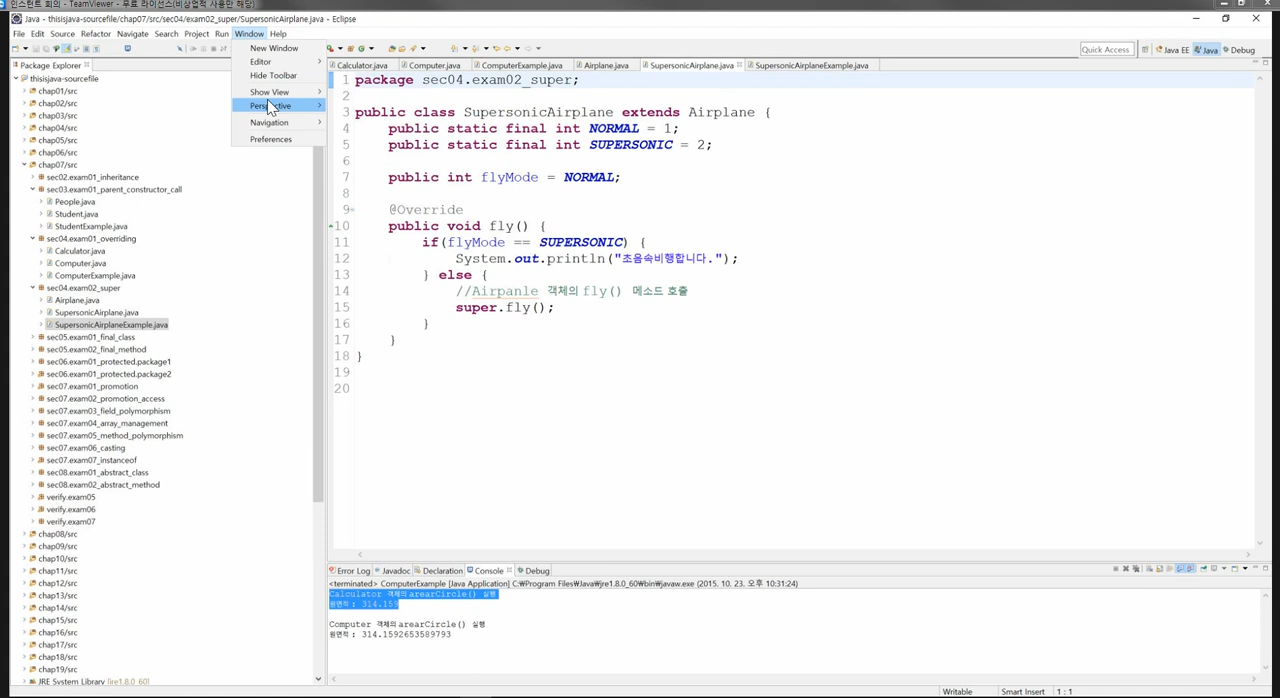 인스턴트 회의 - TeamViewer - 무료 라이선스(비상업적 사용만 해당)
Java - thisisjava-sourcefile/chap07/src/sec04/exam02_super/SupersonicAirplane.java - Eclipse
File Edit Source Refactor Navigate Search Project Run Window Help
New Window
Editor
Hide Toolbar
Show View
Perspective
Navigation
Preferences
Quick Access
Java EE
Java
Debug
Package Explorer
thisisjava-sourcefile
chap01/src
chap02/src
chap03/src
chap04/src
chap05/src
chap06/src
chap07/src
sec02.exam01_inheritance
sec03.exam01_parent_constructor_call
People.java
Student.java
StudentExample.java
sec04.exam01_overriding
Calculator.java
Computer.java
ComputerExample.java
sec04.exam02_super
Airplane.java
SupersonicAirplane.java
SupersonicAirplaneExample.java
sec05.exam01_final_class
sec05.exam02_final_method
sec06.exam01_protected.package1
sec06.exam01_protected.package2
sec07.exam01_promotion
sec07.exam02_promotion_access
sec07.exam03_field_polymorphism
sec07.exam04_array_management
sec07.exam05_method_polymorphism
sec07.exam06_casting
sec07.exam07_instanceof
sec08.exam01_abstract_class
sec08.exam02_abstract_method
verify.exam05
verify.exam06
verify.exam07
chap08/src
chap09/src
chap10/src
chap11/src
chap12/src
chap13/src
chap14/src
chap15/src
chap16/src
chap17/src
chap18/src
chap19/src
JRE System Library [jre1.8.0_60]
Calculator.java Computer.java ComputerExample.java Airplane.java SupersonicAirplane.java SupersonicAirplaneExample.java
1 package sec04.exam02_super;
2
3 public class SupersonicAirplane extends Airplane {
4 public static final int NORMAL = 1;
5 public static final int SUPERSONIC = 2;
6
7 public int flyMode = NORMAL;
8
9 @Override
10 public void fly() {
11 if(flyMode == SUPERSONIC) {
12 System.out.println("초음속비행합니다.");
13 } else {
14 //Airpanle 객체의 fly() 메소드 호출
15 super.fly();
16 }
17 }
18 }
19
20
Error Log Javadoc Declaration Console Debug
<terminated> ComputerExample [Java Application] C:₩Program Files₩Java₩jre1.8.0_60₩bin₩javaw.exe (2015. 10. 23. 오후 10:31:24)
Calculator 객체의 arearCircle() 실행
원면적 : 314.159
Computer 객체의 arearCircle() 실행
원면적 : 314.1592653589793
Writable Smart Insert 1 : 1